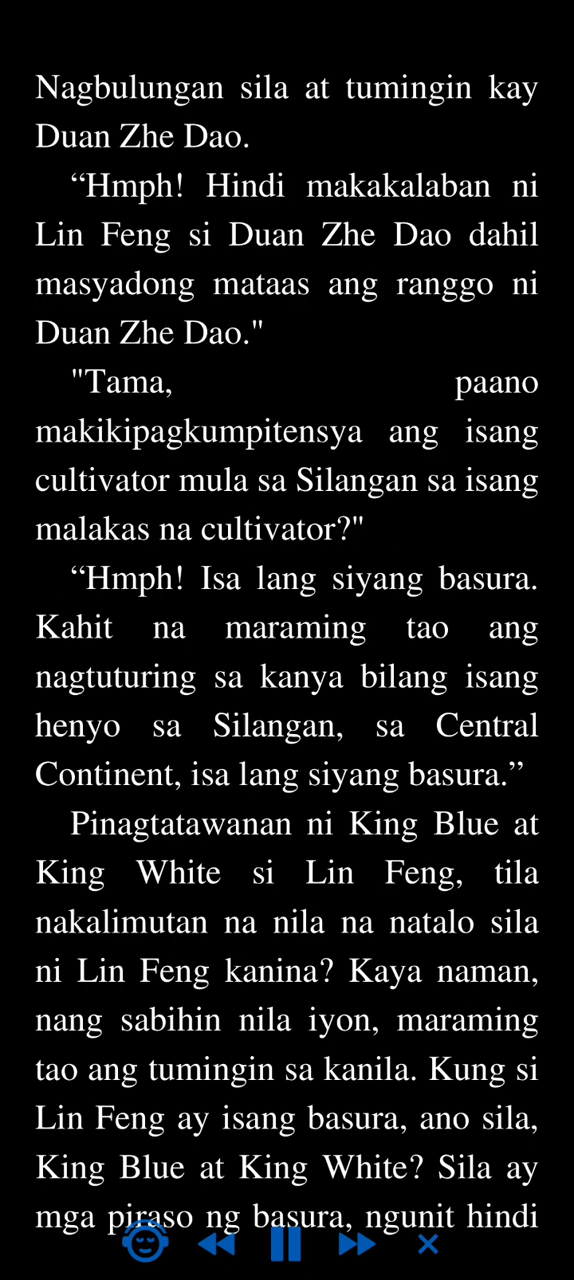 Nagbulungan sila at tumingin kay
Duan Zhe Dao.
“Hmph! Hindi makakalaban ni
Lin Feng si Duan Zhe Dao dahil
masyadong mataas ang ranggo ni
Duan Zhe Dao."
"Tama, paano
makikipagkumpitensya ang isang
cultivator mula sa Silangan sa isang
malakas na cultivator?"
“Hmph! Isa lang siyang basura.
Kahit na maraming tao ang
nagtuturing sa kanya bilang isang
henyo sa Silangan, sa Central
Continent, isa lang siyang basura.”
Pinagtatawanan ni King Blue at
King White si Lin Feng, tila
nakalimutan na nila na natalo sila
ni Lin Feng kanina? Kaya naman,
nang sabihin nila iyon, maraming
tao ang tumingin sa kanila. Kung si
Lin Feng ay isang basura, ano sila,
King Blue at King White? Sila ay
mga piraso ng basura, ngunit hindi